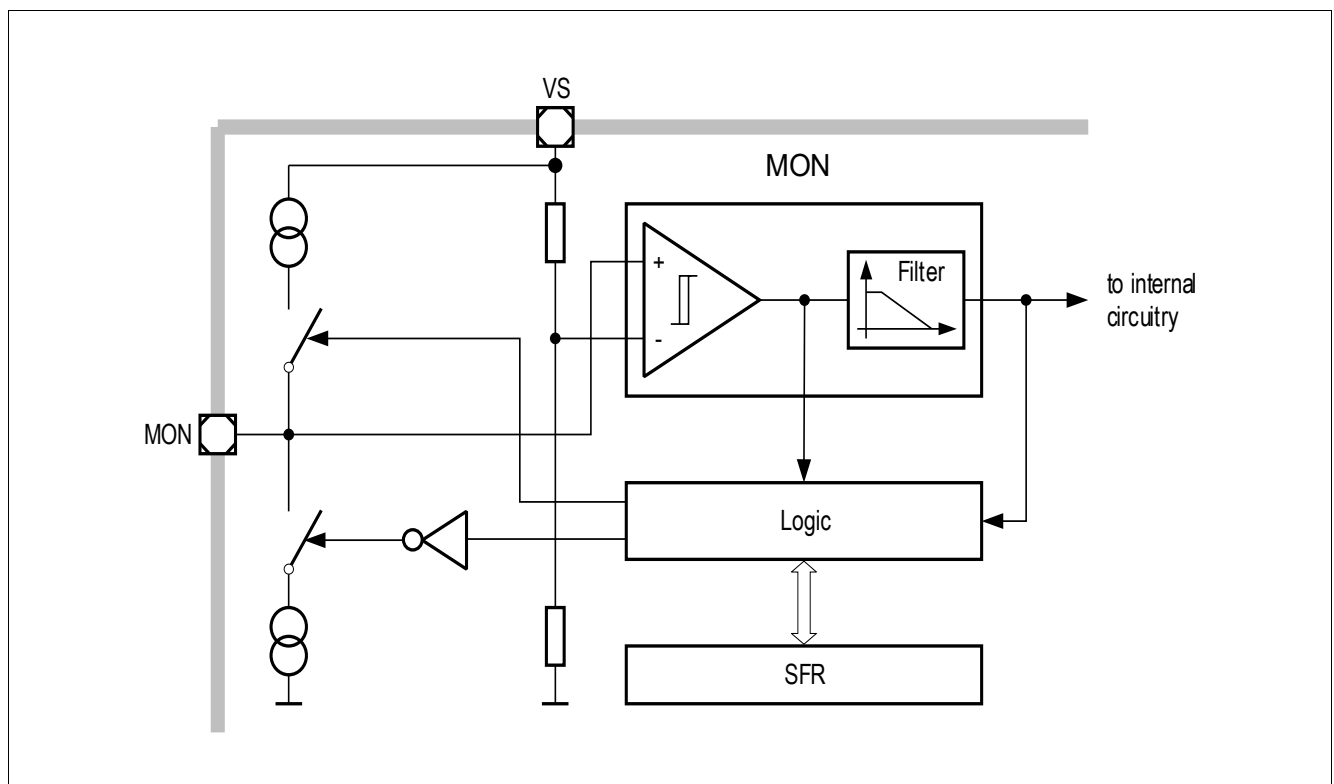 VS
MON
+
-
Filter
to internal
circuitry
MON
Logic
SFR